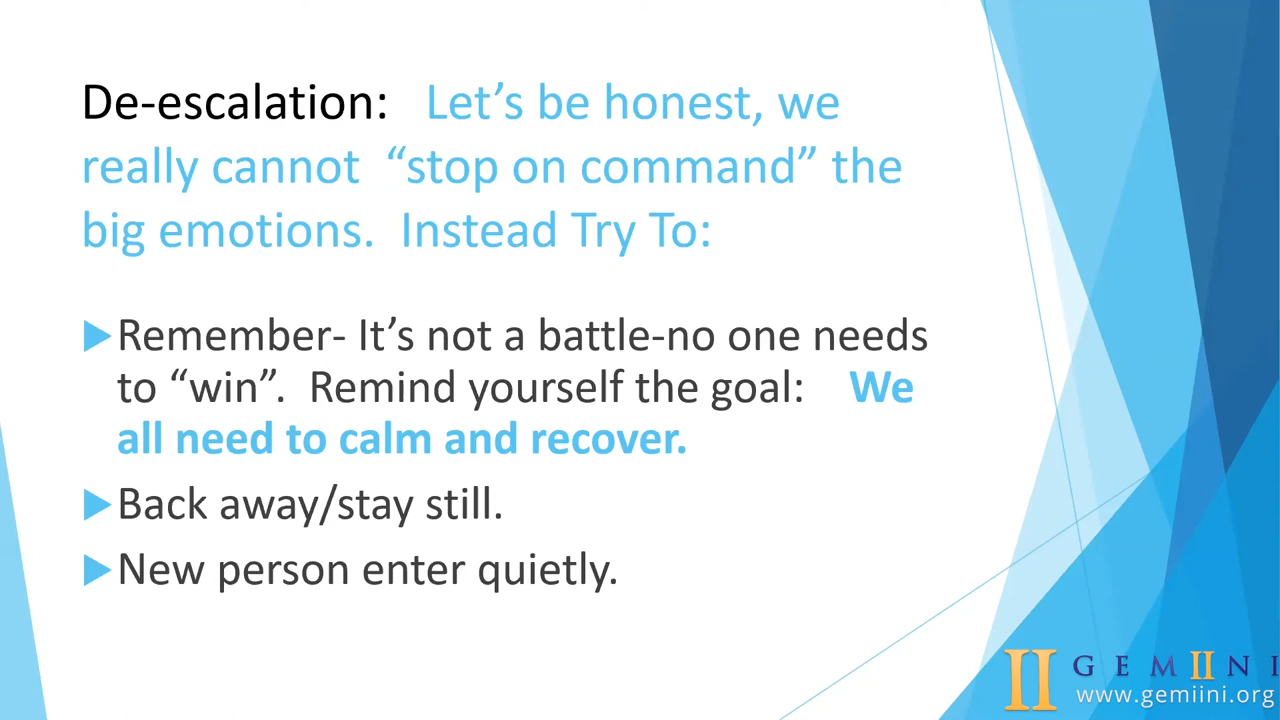 De-escalation:   Let’s be honest, we
really cannot  “stop on command” the
big emotions.  Instead Try To:
Remember- It’s not a battle-no one needs
to “win”.  Remind yourself the goal:    We
all need to calm and recover.
Back away/stay still.
New person enter quietly.
II GEMIINI
www.gemiini.org